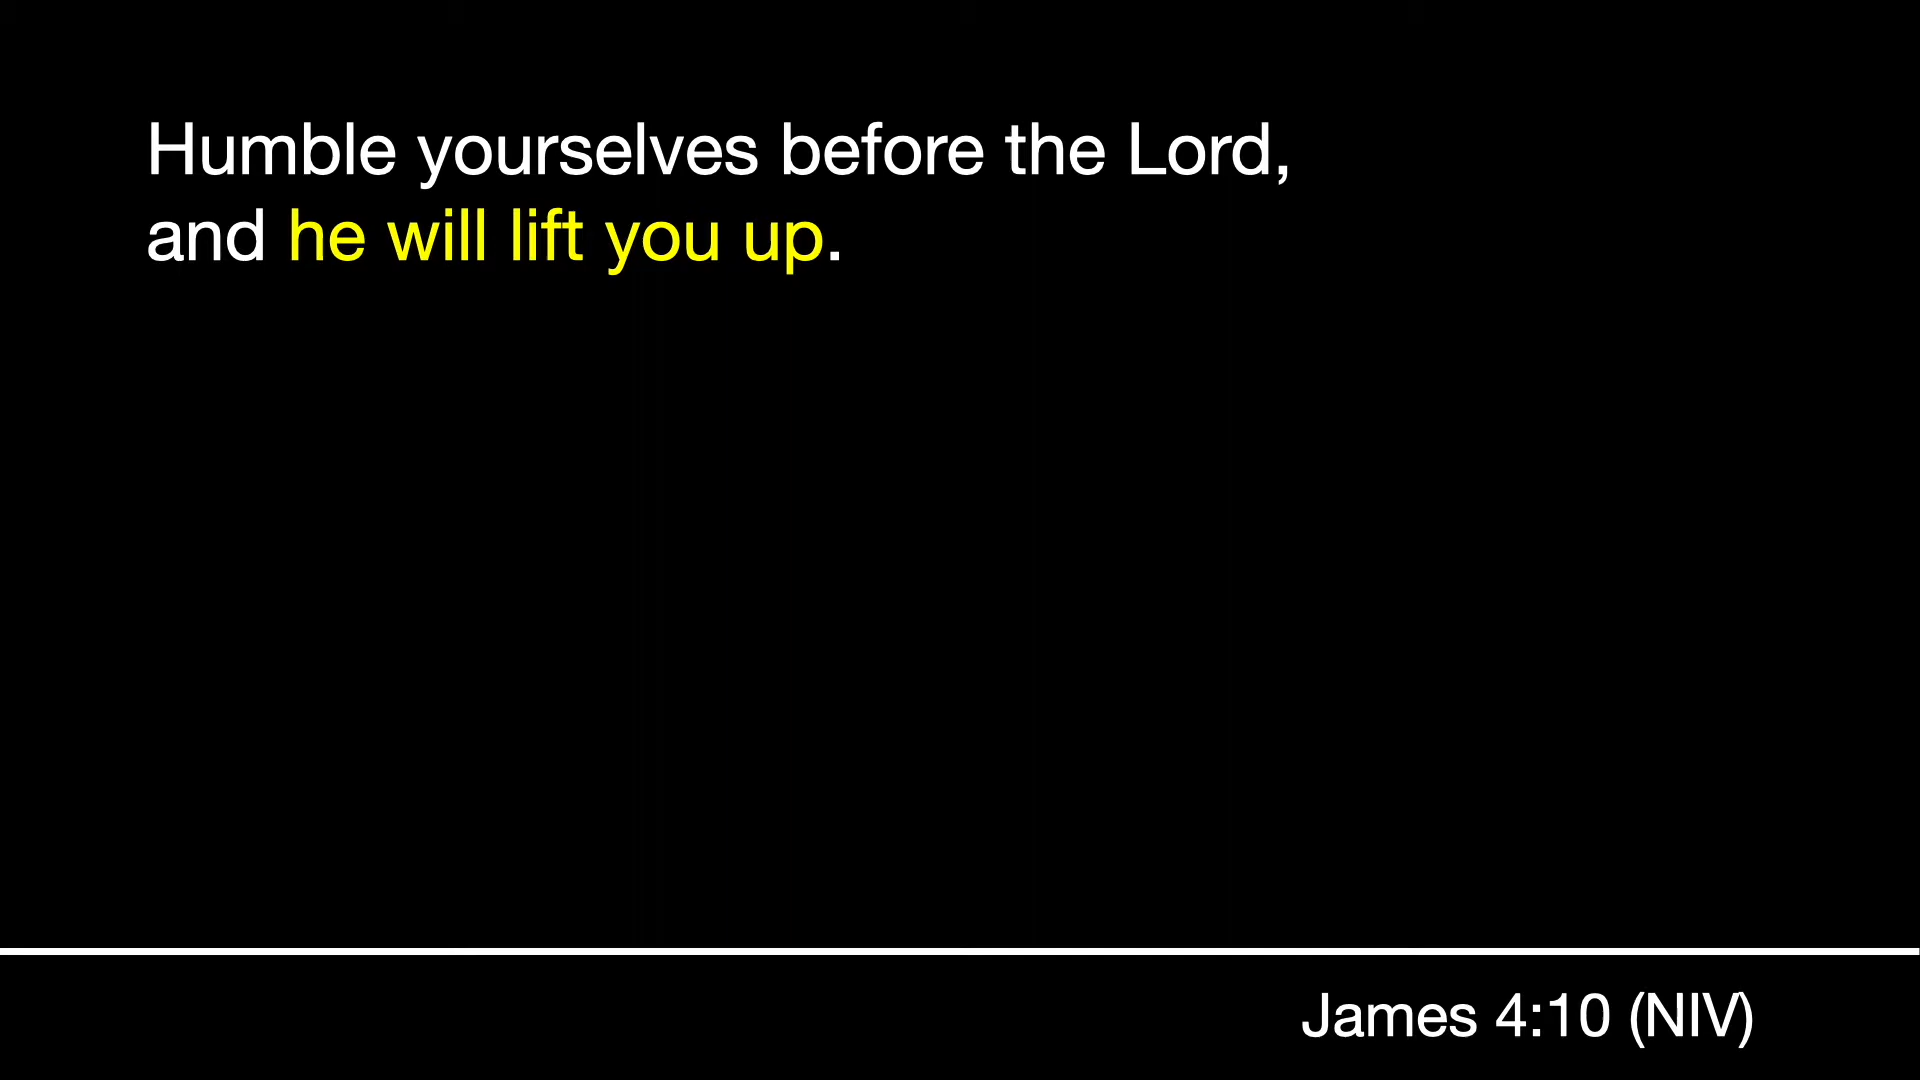 Humble yourselves before the Lord,
and he will lift you up.
James 4:10 (NIV)